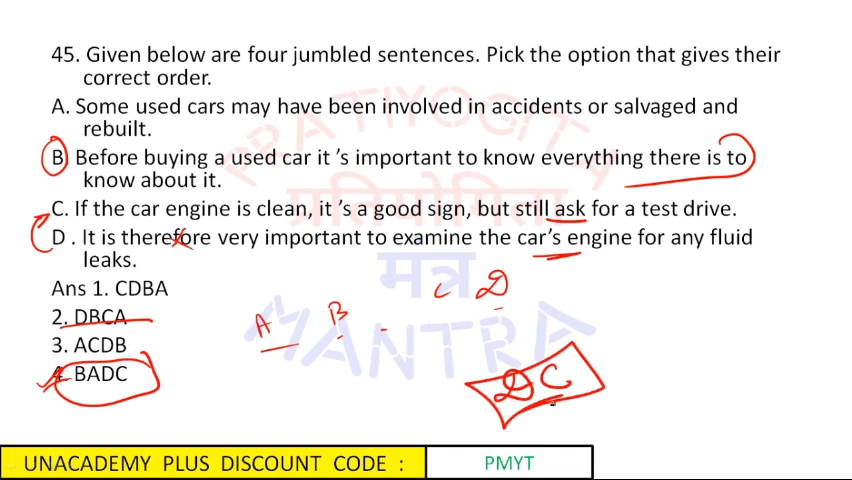 45. Given below are four jumbled sentences. Pick the option that gives their
correct order.
A. Some used cars may have been involved in accidents or salvaged and
rebuilt.
B. Before buying a used car it 's important to know everything there is to
know about it.
C. If the car engine is clean, it 's a good sign, but still ask for a test drive.
D . It is therefore very important to examine the car's engine for any fluid
leaks.
Ans 1. CDBA
2. DBCA
3. ACDB
4. BADC
A B C D
DC
PRATIYOGITA
प्रतियोगिता
मंत्र
MANTRA
UNACADEMY PLUS DISCOUNT CODE : PMYT